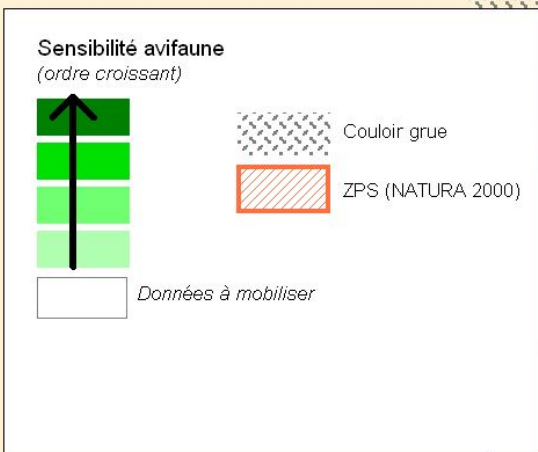 Sensibilité avifaune
(ordre croissant)
Couloir grue
ZPS (NATURA 2000)
Données à mobiliser